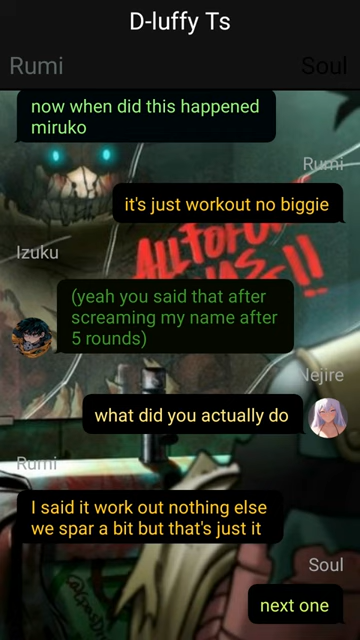 D-luffy Ts
Rumi
Soul
now when did this happened
miruko
Rumi
it's just workout no biggie
Izuku
(yeah you said that after
screaming my name after
5 rounds)
Nejire
what did you actually do
Rumi
I said it work out nothing else
we spar a bit but that's just it
Soul
next one